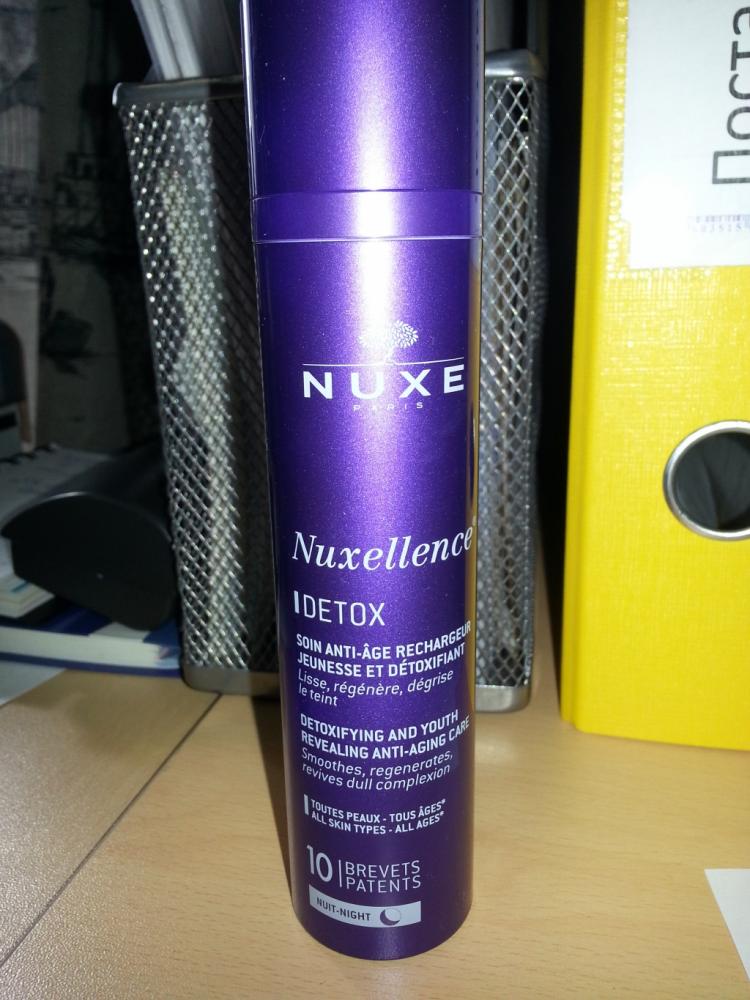 NUXE
PARIS
Nuxellence
DETOX
SOIN ANTI-ÂGE RECHARGEUR
JEUNESSE ET DÉTOXIFIANT
Lisse, régénère, dégrise
le teint
DETOXIFYING AND YOUTH
REVEALING ANTI-AGING CARE
Smoothes, regenerates,
revives dull complexion
TOUTES PEAUX - TOUS ÂGES*
ALL SKIN TYPES - ALL AGES*
10 BREVETS
PATENTS
NUIT-NIGHT
Поста